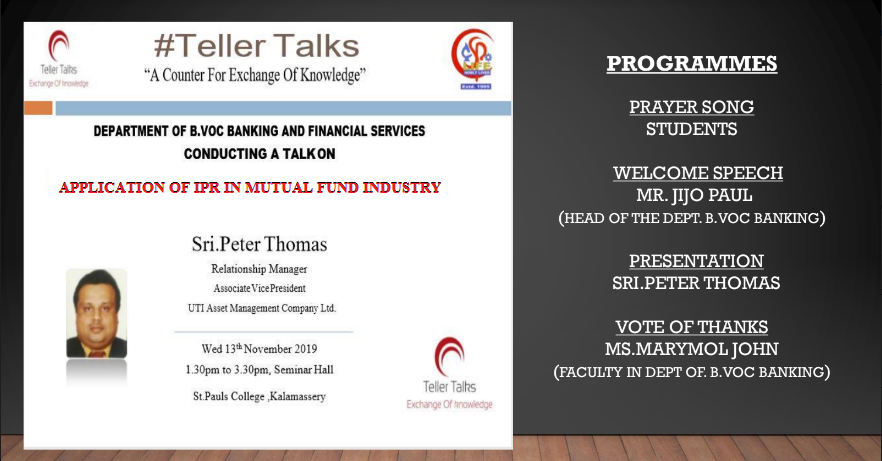 Teller Talks
Exchange Of Knowledge
#Teller Talks
“A Counter For Exchange Of Knowledge”
LIFE
NOBLY LIVED
Estd. 1965
DEPARTMENT OF B.VOC BANKING AND FINANCIAL SERVICES
CONDUCTING A TALK ON
APPLICATION OF IPR IN MUTUAL FUND INDUSTRY
Sri.Peter Thomas
Relationship Manager
Associate Vice President
UTI Asset Management Company Ltd.
Wed 13th November 2019
1.30pm to 3.30pm, Seminar Hall
St.Pauls College ,Kalamassery
Teller Talks
Exchange Of knowledge
PROGRAMMES
PRAYER SONG
STUDENTS
WELCOME SPEECH
MR. JIJO PAUL
(HEAD OF THE DEPT. B.VOC BANKING)
PRESENTATION
SRI.PETER THOMAS
VOTE OF THANKS
MS.MARYMOL JOHN
(FACULTY IN DEPT OF. B.VOC BANKING)